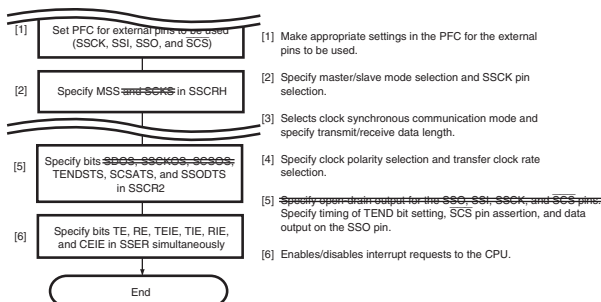 [1]
Set PFC for external pins to be used
(SSCK, SSI, SSO, and SCS)
[2]
Specify MSS and SCKS in SSCRH
[5]
Specify bits SDOS, SSCKOS, SCSOS,
TENDSTS, SCSATS, and SSODTS
in SSCR2
[6]
Specify bits TE, RE, TEIE, TIE, RIE,
and CEIE in SSER simultaneously
End
[1] Make appropriate settings in the PFC for the external
pins to be used.
[2] Specify master/slave mode selection and SSCK pin
selection.
[3] Selects clock synchronous communication mode and
specify transmit/receive data length.
[4] Specify clock polarity selection and transfer clock rate
selection.
[5] Specify open-drain output for the SSO, SSI, SSCK, and SCS pins.
Specify timing of TEND bit setting, SCS pin assertion, and data
output on the SSO pin.
[6] Enables/disables interrupt requests to the CPU.